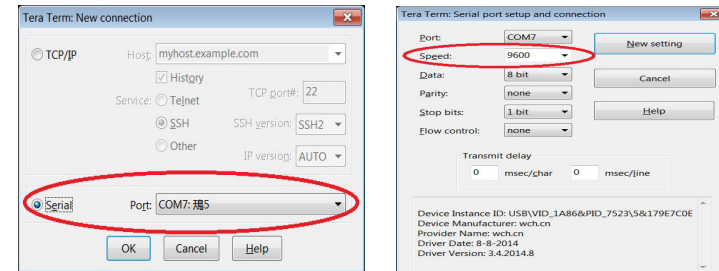 Tera Term: New connection
TCP/IP
Host: myhost.example.com
History
Service: Telnet
TCP port#: 22
SSH
SSH version: SSH2
Other
IP version: AUTO
Serial
Port: COM7: 瑰5
OK Cancel Help
Tera Term: Serial port setup and connection
Port: COM7
New setting
Speed: 9600
Data: 8 bit
Cancel
Parity: none
Stop bits: 1 bit
Help
Flow control: none
Transmit delay
0 msec/char 0 msec/line
Device Instance ID: USB\VID_1A86&PID_7523\5&179E7C0E
Device Manufacturer: wch.cn
Provider Name: wch.cn
Driver Date: 8-8-2014
Driver Version: 3.4.2014.8